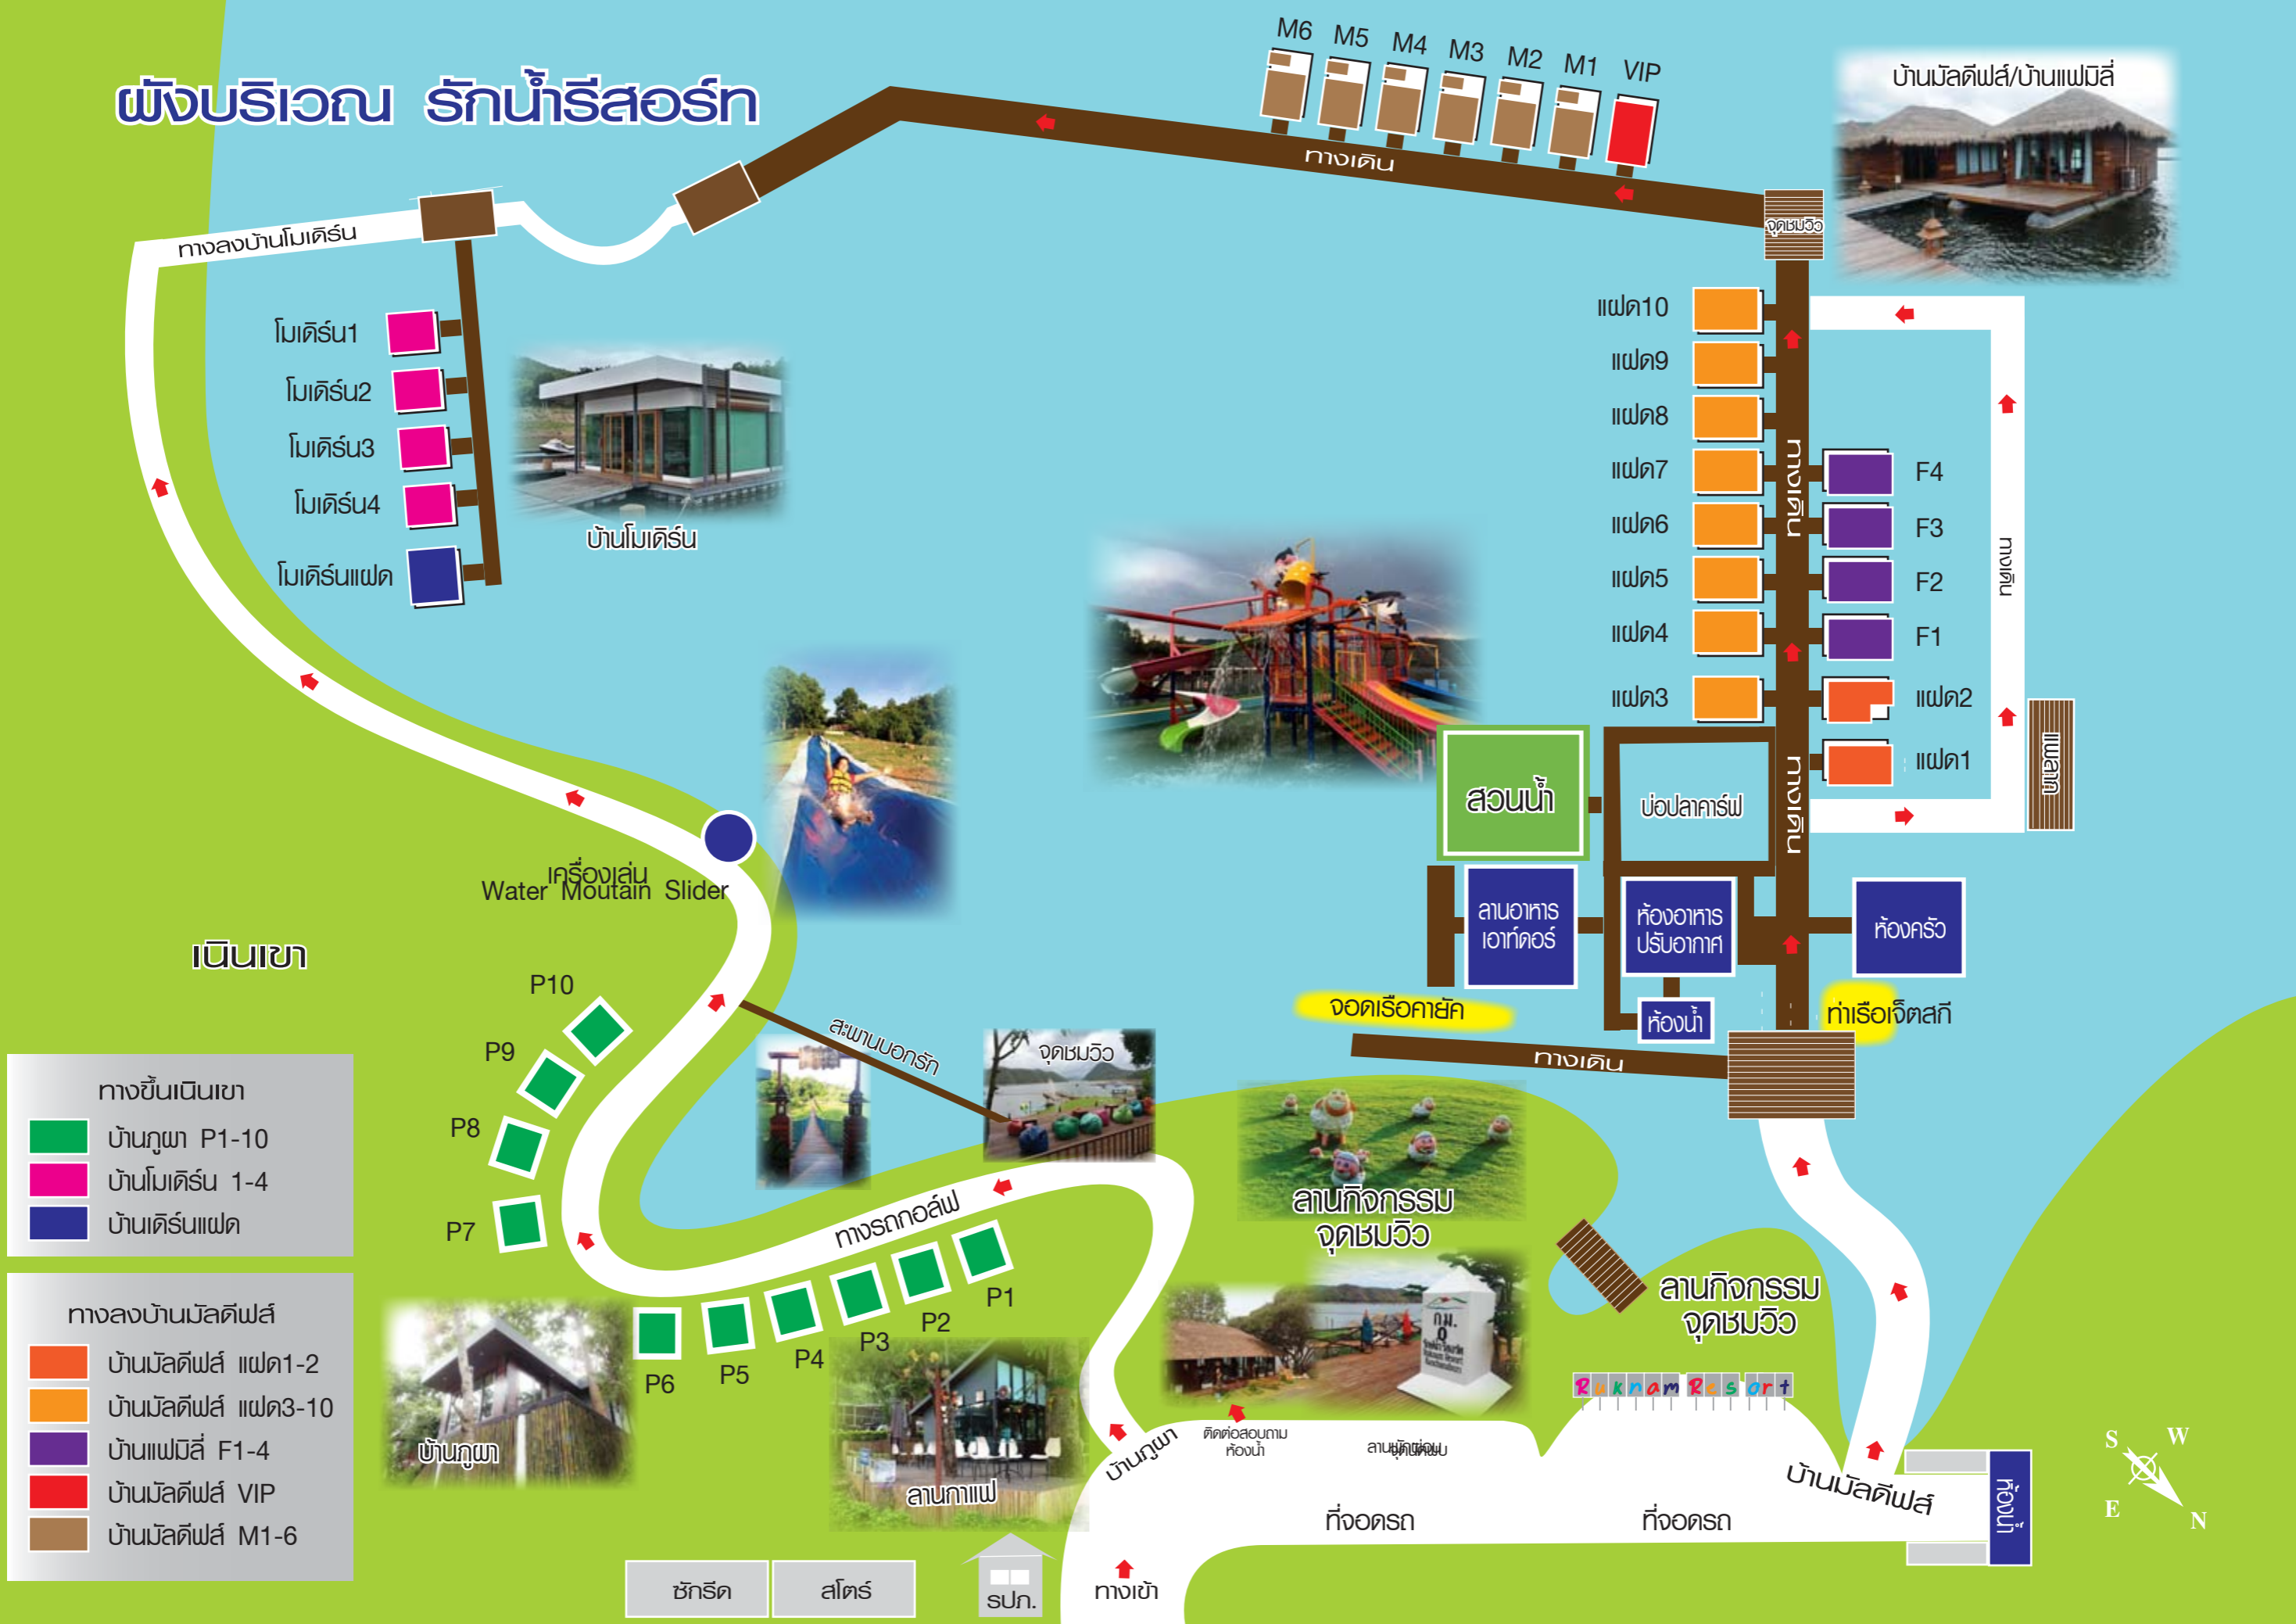 ผังบริเวณ รักน้ำรีสอร์ท
M6
M5
M4
M3
M2
M1
VIP
บ้านมัลดีฟส์/บ้านแฟมิลี่
ทางเดิน
จุดชมวิว
ทางลงบ้านโมเดิร์น
โมเดิร์น1
โมเดิร์น2
โมเดิร์น3
โมเดิร์น4
โมเดิร์นแฝด
บ้านโมเดิร์น
แฝด10
แฝด9
แฝด8
แฝด7
แฝด6
แฝด5
แฝด4
แฝด3
ทางเดิน
F4
F3
F2
F1
แฝด2
แฝด1
ทางเดิน
ทางเดิน
แพลาก
สวนน้ำ
บ่อปลาคาร์ฟ
ลานอาหาร
เอาท์ดอร์
ห้องอาหาร
ปรับอากาศ
ห้องครัว
ห้องน้ำ
จอดเรือคายัค
ท่าเรือเจ็ตสกี
ทางเดิน
เครื่องเล่น
Water Moutain Slider
เนินเขา
P10
P9
P8
P7
สะพานบอกรัก
จุดชมวิว
ทางรถกอล์ฟ
P1
P2
P3
P4
P5
P6
ลานกิจกรรม
จุดชมวิว
ลานกิจกรรม
จุดชมวิว
ทางขึ้นเนินเขา
บ้านภูผา P1-10
บ้านโมเดิร์น 1-4
บ้านเดิร์นแฝด
ทางลงบ้านมัลดีฟส์
บ้านมัลดีฟส์ แฝด1-2
บ้านมัลดีฟส์ แฝด3-10
บ้านแฟมิลี่ F1-4
บ้านมัลดีฟส์ VIP
บ้านมัลดีฟส์ M1-6
บ้านภูผา
ลานกาแฟ
บ้านภูผา
กม.
0
Ruknam Resort
ติดต่อสอบถาม
ห้องน้ำ
ที่จอดรถ
ที่จอดรถ
บ้านมัลดีฟส์
ห้องน้ำ
S
W
E
N
ซักรีด
สโตร์
รปภ.
ทางเข้า